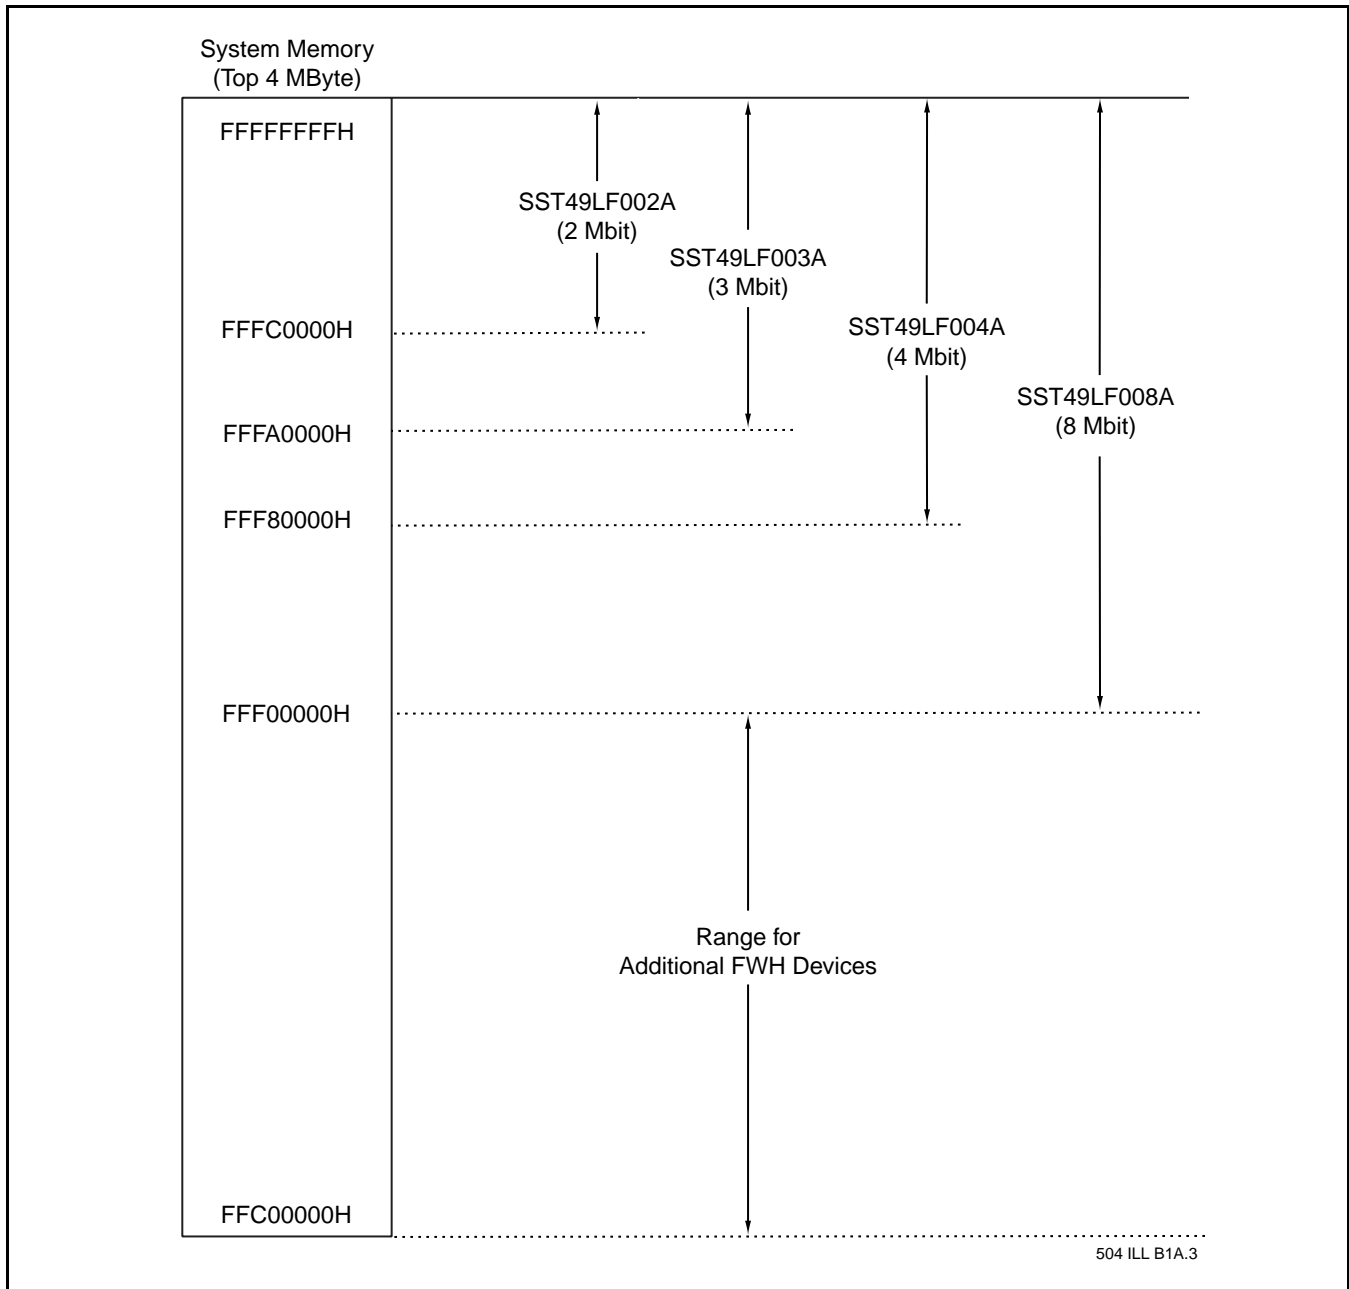 System Memory
(Top 4 MByte)
FFFFFFFFH
SST49LF002A
(2 Mbit)
SST49LF003A
(3 Mbit)
FFFC0000H
SST49LF004A
(4 Mbit)
SST49LF008A
(8 Mbit)
FFFA0000H
FFF80000H
FFF00000H
Range for
Additional FWH Devices
FFC00000H
504 ILL B1A.3